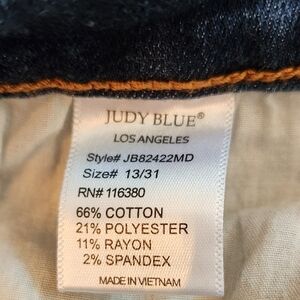 JUDY BLUE®
LOS ANGELES
Style# JB82422MD
Size# 13/31
RN# 116380
66% COTTON
21% POLYESTER
11% RAYON
2% SPANDEX
MADE IN VIETNAM